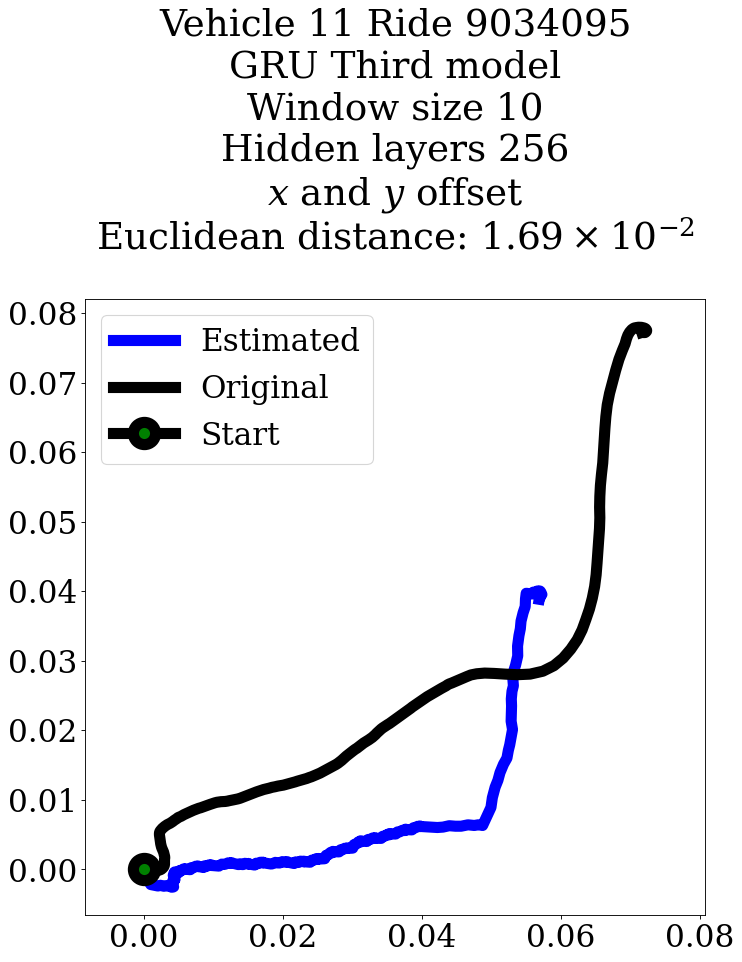 Vehicle 11 Ride 9034095
GRU Third model
Window size 10
Hidden layers 256
x and y offset
Euclidean distance: 1.69 × 10⁻²
0.08
0.07
0.06
0.05
0.04
0.03
0.02
0.01
0.00
Estimated
Original
Start
0.00 0.02 0.04 0.06 0.08